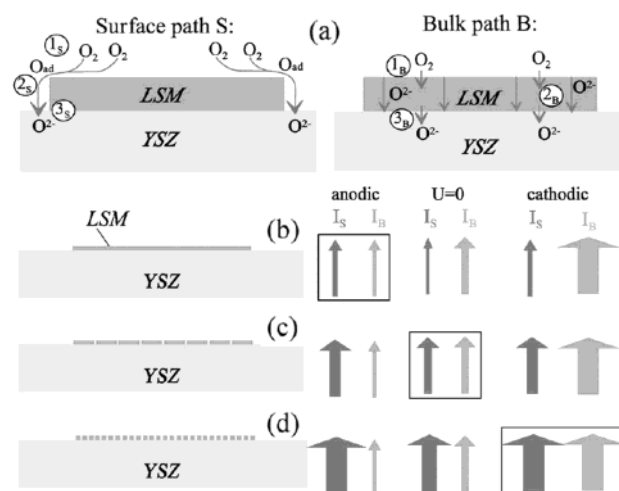 Surface path S: (a) Bulk path B:
1S O2 O2 O2 O2
Oad Oad
2S LSM
3S
O2- O2-
YSZ
1B O2 O2
O2- LSM 2B O2-
3B O2- O2-
YSZ
anodic U=0 cathodic
IS IB IS IB IS IB
LSM (b)
YSZ
(c)
YSZ
(d)
YSZ